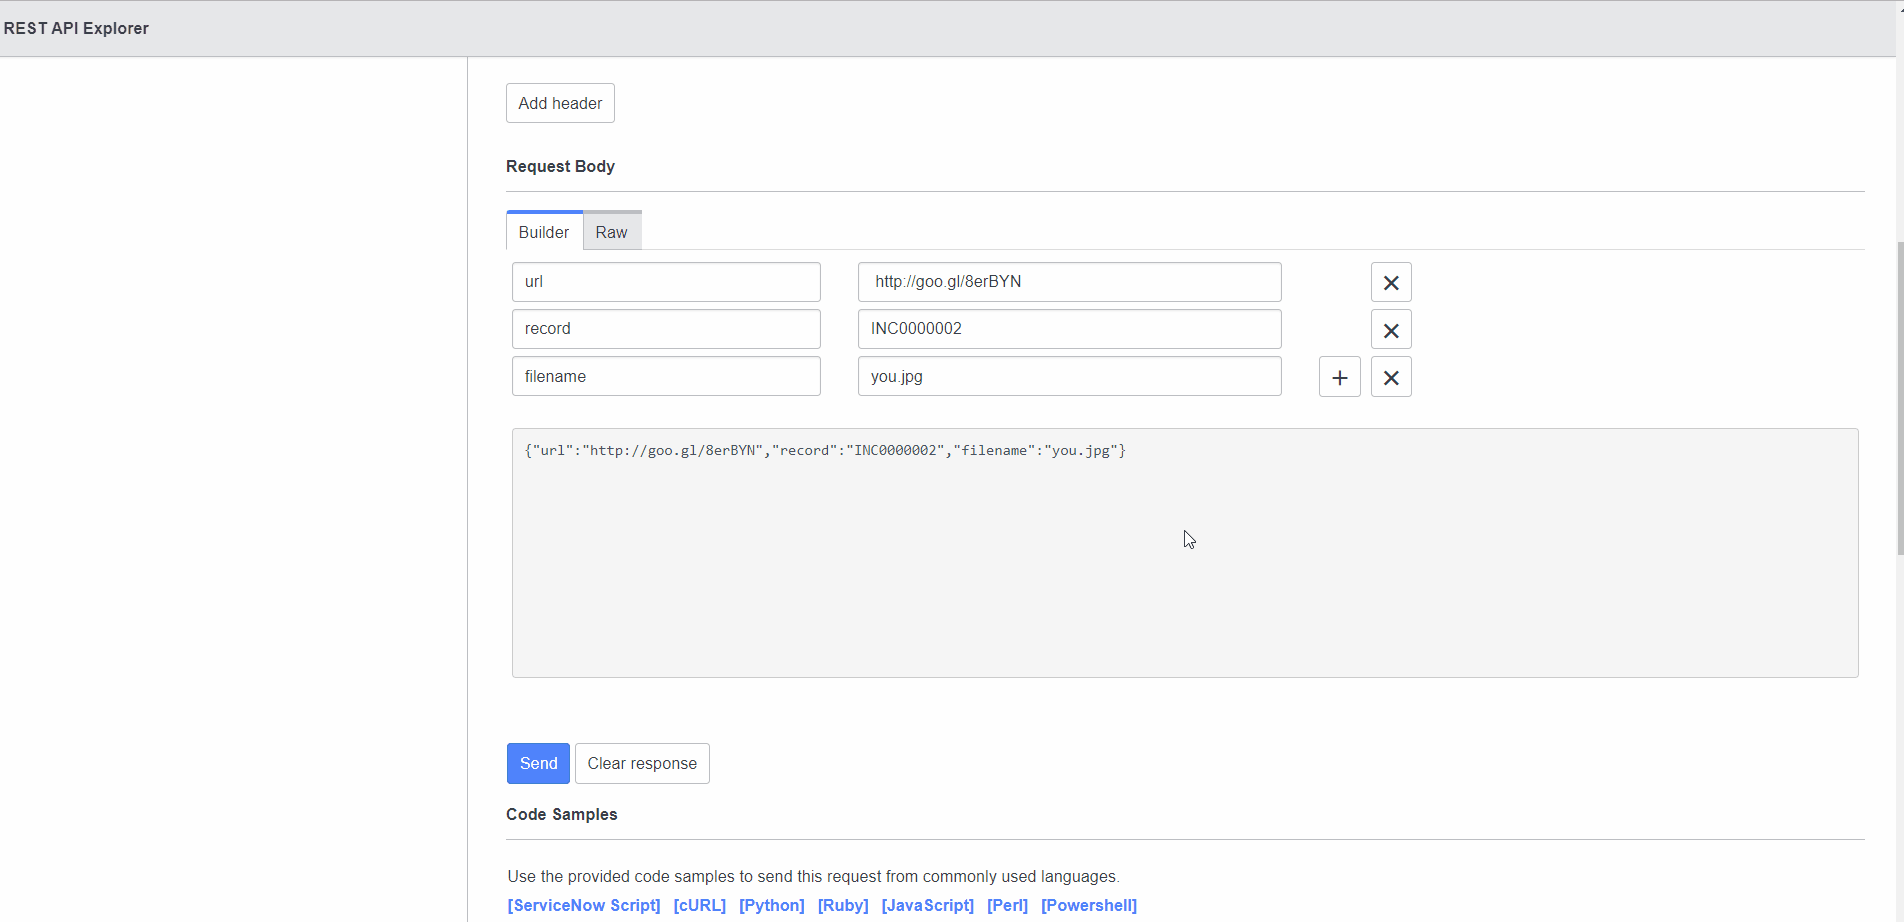 REST API Explorer
Add header
Request Body
Builder Raw
url http://goo.gl/8erBYN
record INC0000002
filename you.jpg
{"url":"http://goo.gl/8erBYN","record":"INC0000002","filename":"you.jpg"}
Send Clear response
Code Samples
Use the provided code samples to send this request from commonly used languages.
[ServiceNow Script] [cURL] [Python] [Ruby] [JavaScript] [Perl] [Powershell]